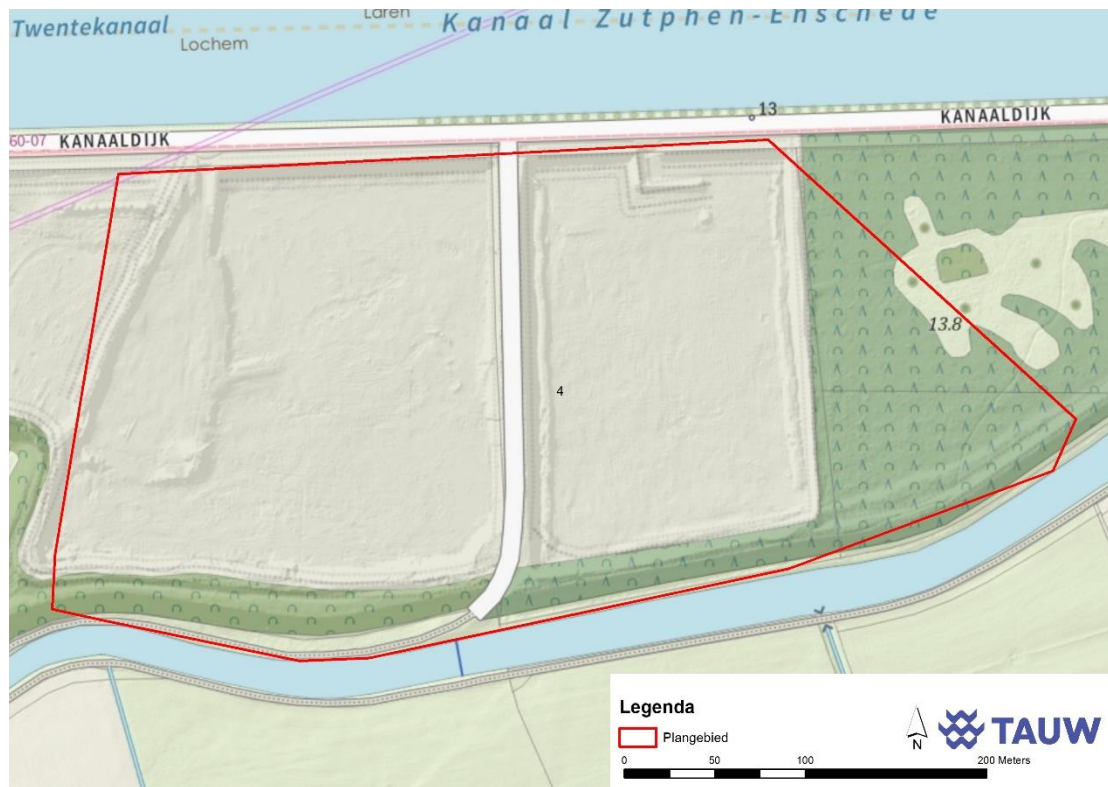 Laren
Twentekanaal
Kanaal Zutphen-Enschede
Lochem
13
60-07 KANAALDIJK
KANAALDIJK
13.8
4
Legenda
Plangebied
N
TAUW
0 50 100 200 Meters